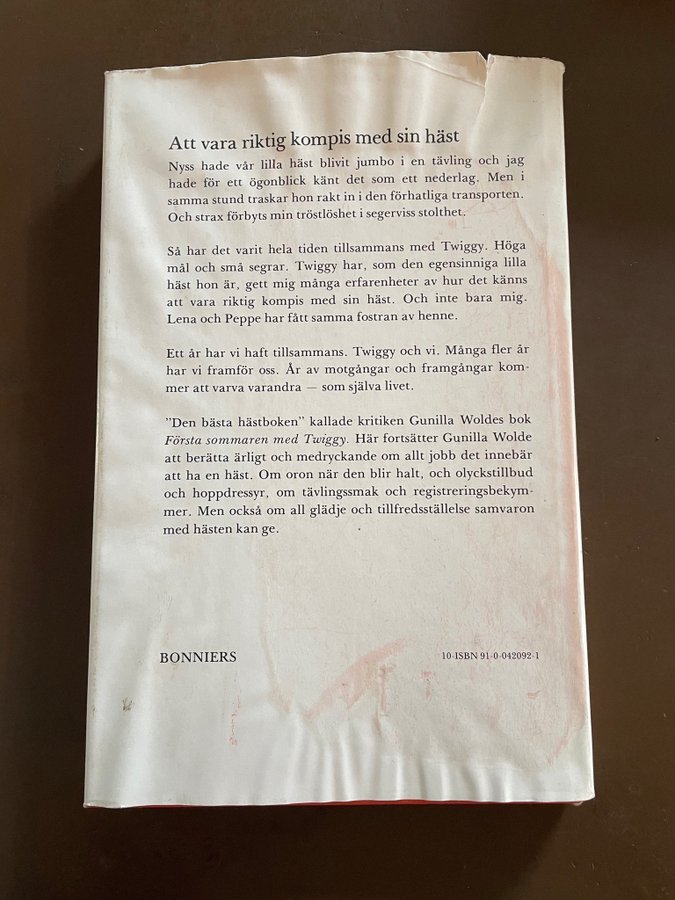 Att vara riktig kompis med sin häst
Nyss hade vår lilla häst blivit jumbo i en tävling och jag
hade för ett ögonblick känt det som ett nederlag. Men i
samma stund traskar hon rakt in i den förhatliga transporten.
Och strax förbyts min tröstlöshet i segerviss stolthet.
Så har det varit hela tiden tillsammans med Twiggy. Höga
mål och små segrar. Twiggy har, som den egensinniga lilla
häst hon är, gett mig många erfarenheter av hur det känns
att vara riktig kompis med sin häst. Och inte bara mig.
Lena och Peppe har fått samma fostran av henne.
Ett år har vi haft tillsammans. Twiggy och vi. Många fler år
har vi framför oss. År av motgångar och framgångar kom-
mer att varva varandra — som själva livet.
”Den bästa hästboken” kallade kritiken Gunilla Woldes bok
Första sommaren med Twiggy. Här fortsätter Gunilla Wolde
att berätta ärligt och medryckande om allt jobb det innebär
att ha en häst. Om oron när den blir halt, och olyckstillbud
och hoppdressyr, om tävlingssmak och registreringsbekym-
mer. Men också om all glädje och tillfredsställelse samvaron
med hästen kan ge.
BONNIERS
10-ISBN 91-0-042092-1